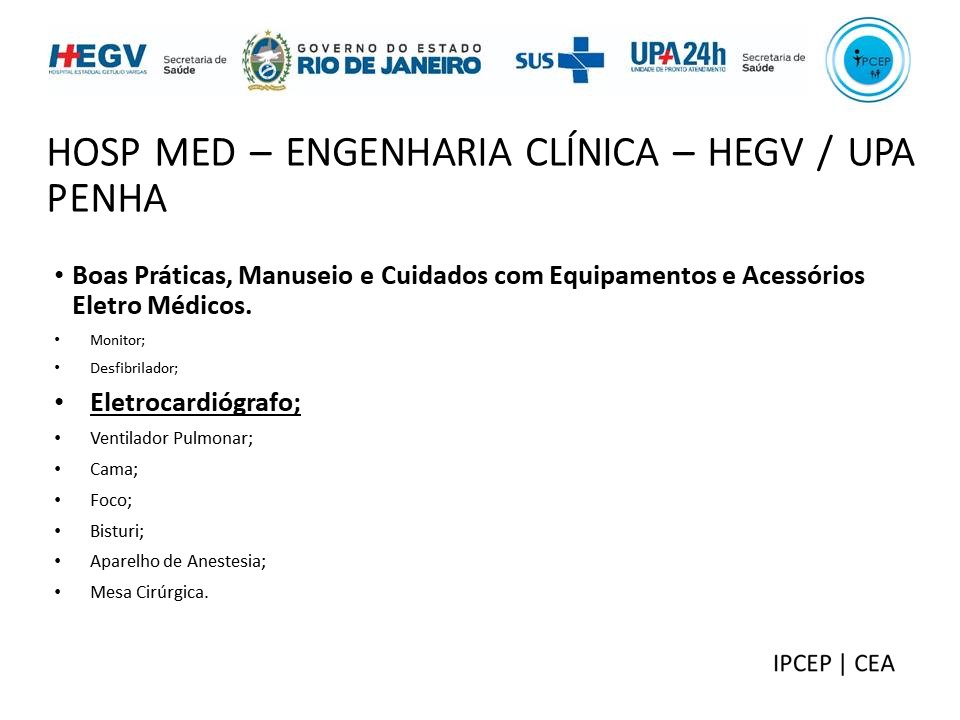 HEGV
HOSPITAL ESTADUAL GETULIO VARGAS
Secretaria de
Saúde
GOVERNO DO ESTADO
RIO DE JANEIRO
SUS
UPA 24h
UNIDADE DE PRONTO ATENDIMENTO
Secretaria de
Saúde
IPCEP
HOSP MED – ENGENHARIA CLÍNICA – HEGV / UPA
PENHA
• Boas Práticas, Manuseio e Cuidados com Equipamentos e Acessórios
Eletro Médicos.
• Monitor;
• Desfibrilador;
• Eletrocardiógrafo;
• Ventilador Pulmonar;
• Cama;
• Foco;
• Bisturi;
• Aparelho de Anestesia;
• Mesa Cirúrgica.
IPCEP | CEA